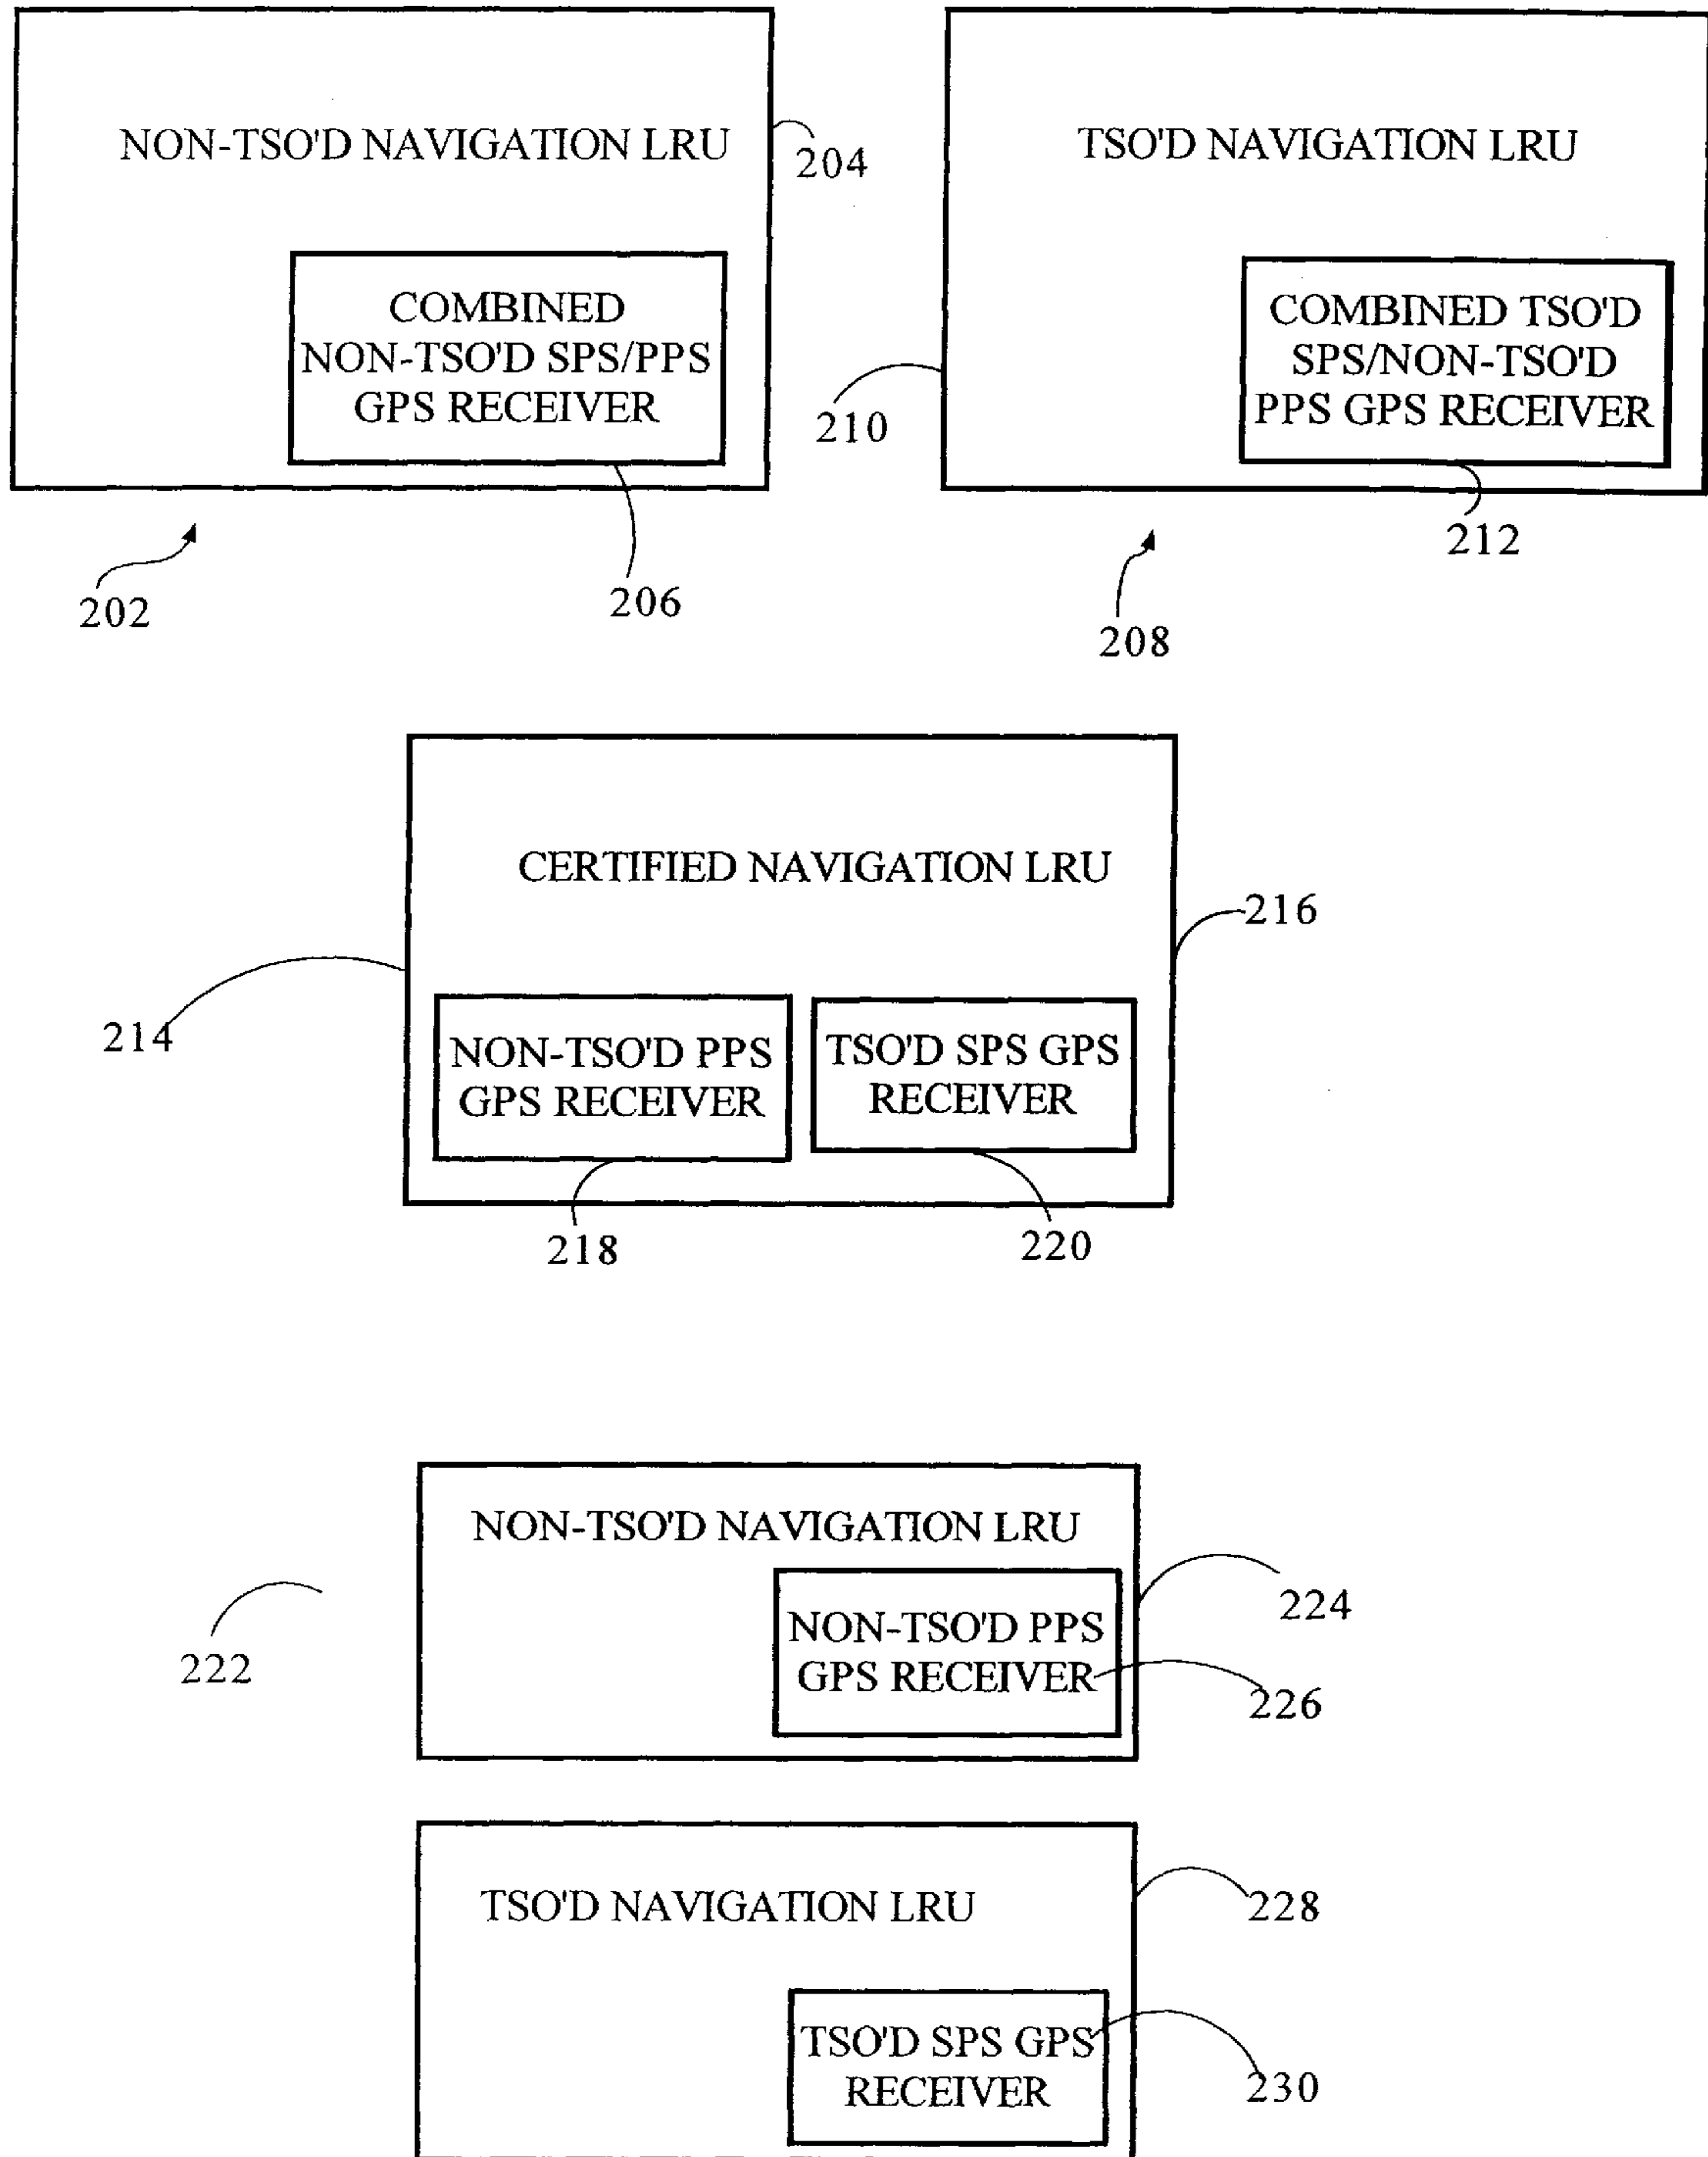 NON-TSO'D NAVIGATION LRU
204
COMBINED
NON-TSO'D SPS/PPS
GPS RECEIVER
202
206
TSO'D NAVIGATION LRU
210
COMBINED TSO'D
SPS/NON-TSO'D
PPS GPS RECEIVER
212
208
CERTIFIED NAVIGATION LRU
216
214
NON-TSO'D PPS
GPS RECEIVER
TSO'D SPS GPS
RECEIVER
218
220
NON-TSO'D NAVIGATION LRU
224
222
NON-TSO'D PPS
GPS RECEIVER
226
TSO'D NAVIGATION LRU
228
TSO'D SPS GPS
RECEIVER
230